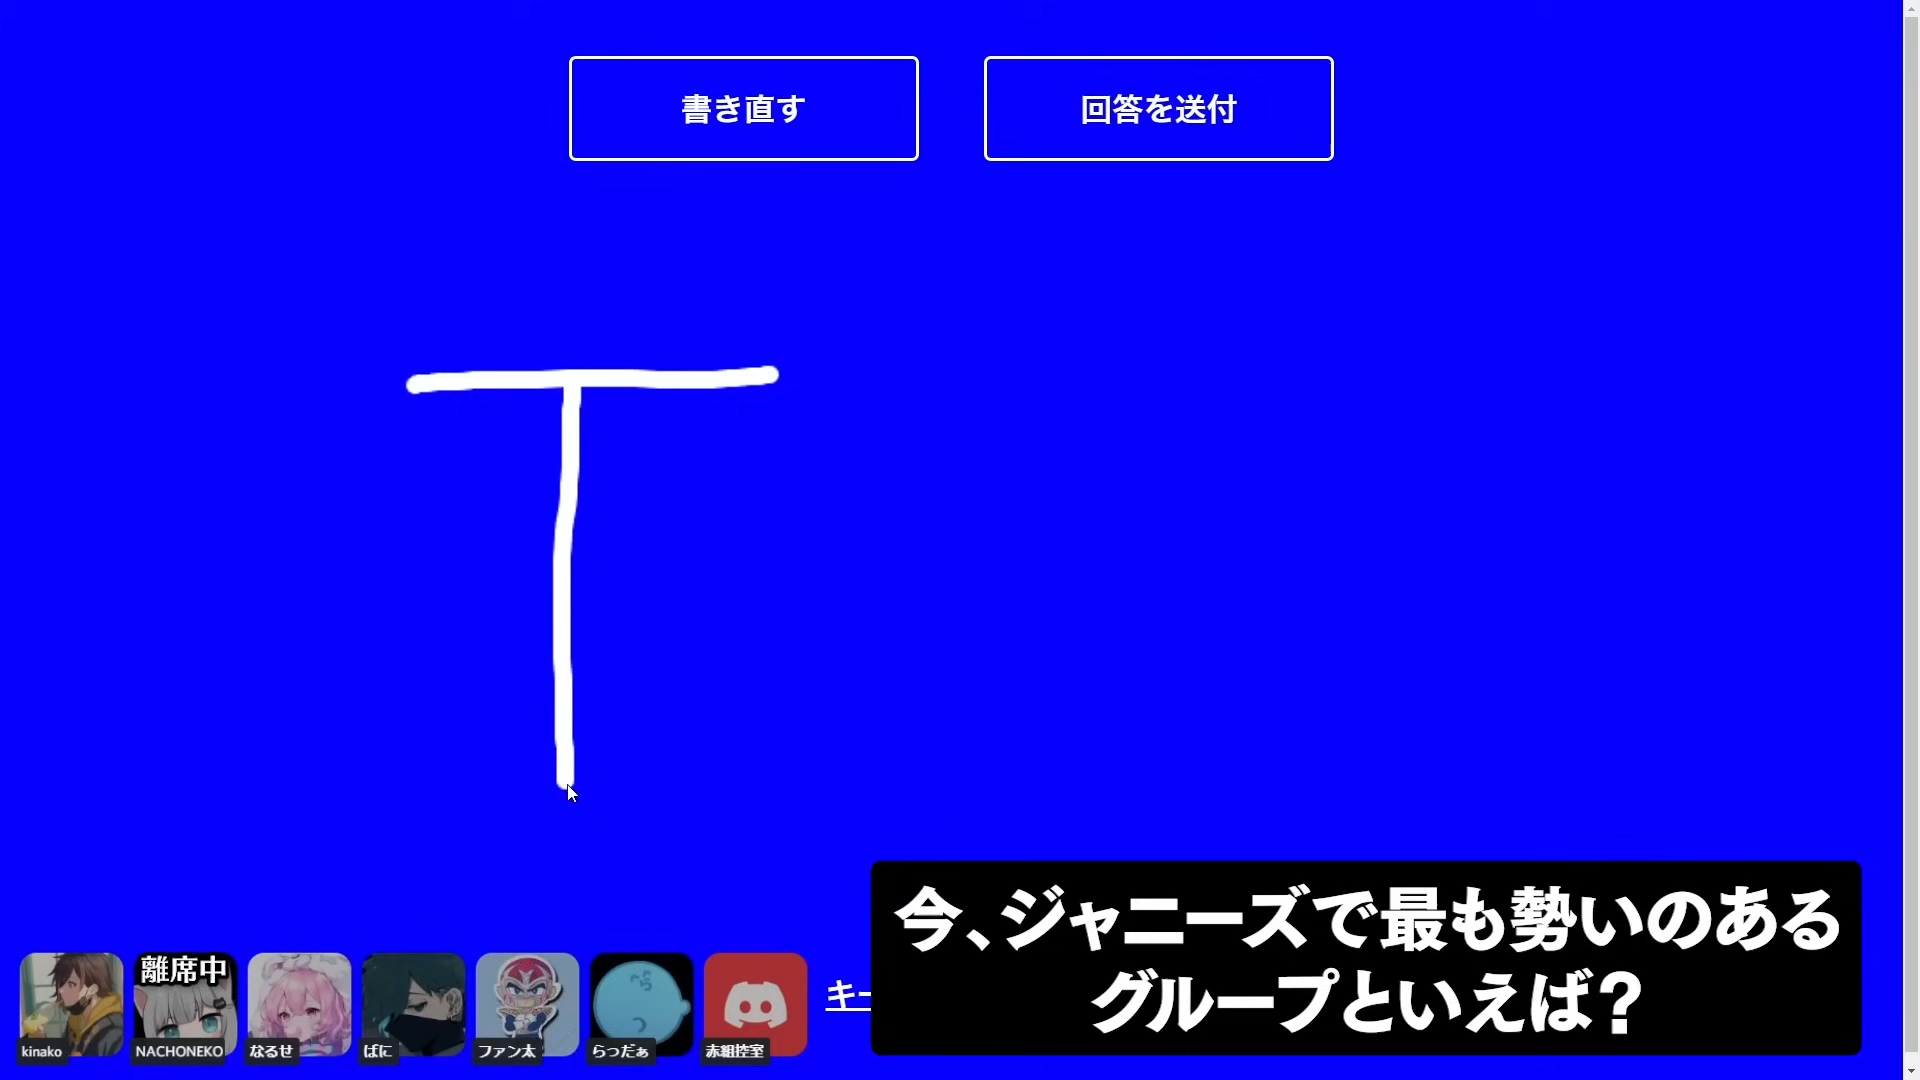 書き直す
回答を送付
T
離席中
kinako
NACHONEKO
なるせ
ばに
ファン太
らっだぁ
赤組控室
キー
今、ジャニーズで最も勢いのある
グループといえば？